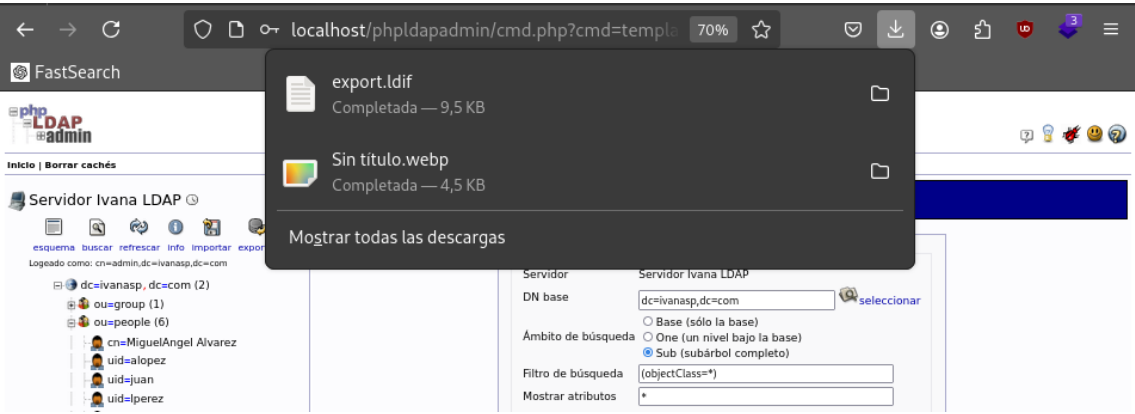 localhost/phpldapadmin/cmd.php?cmd=templa 70% 3
FastSearch
export.ldif
Completada — 9,5 KB
Sin título.webp
Completada — 4,5 KB
Mostrar todas las descargas
php
LDAP
admin
Inicio | Borrar cachés
Servidor Ivana LDAP
esquema buscar refrescar info importar expor
Logeado como: cn=admin,dc=ivanasp,dc=com
dc=ivanasp, dc=com (2)
ou=group (1)
ou=people (6)
cn=MiguelAngel Alvarez
uid=alopez
uid=juan
uid=lperez
Servidor Servidor Ivana LDAP
DN base dc=ivanasp,dc=com seleccionar
Ámbito de búsqueda
Base (sólo la base)
One (un nivel bajo la base)
Sub (subárbol completo)
Filtro de búsqueda (objectClass=*)
Mostrar atributos *